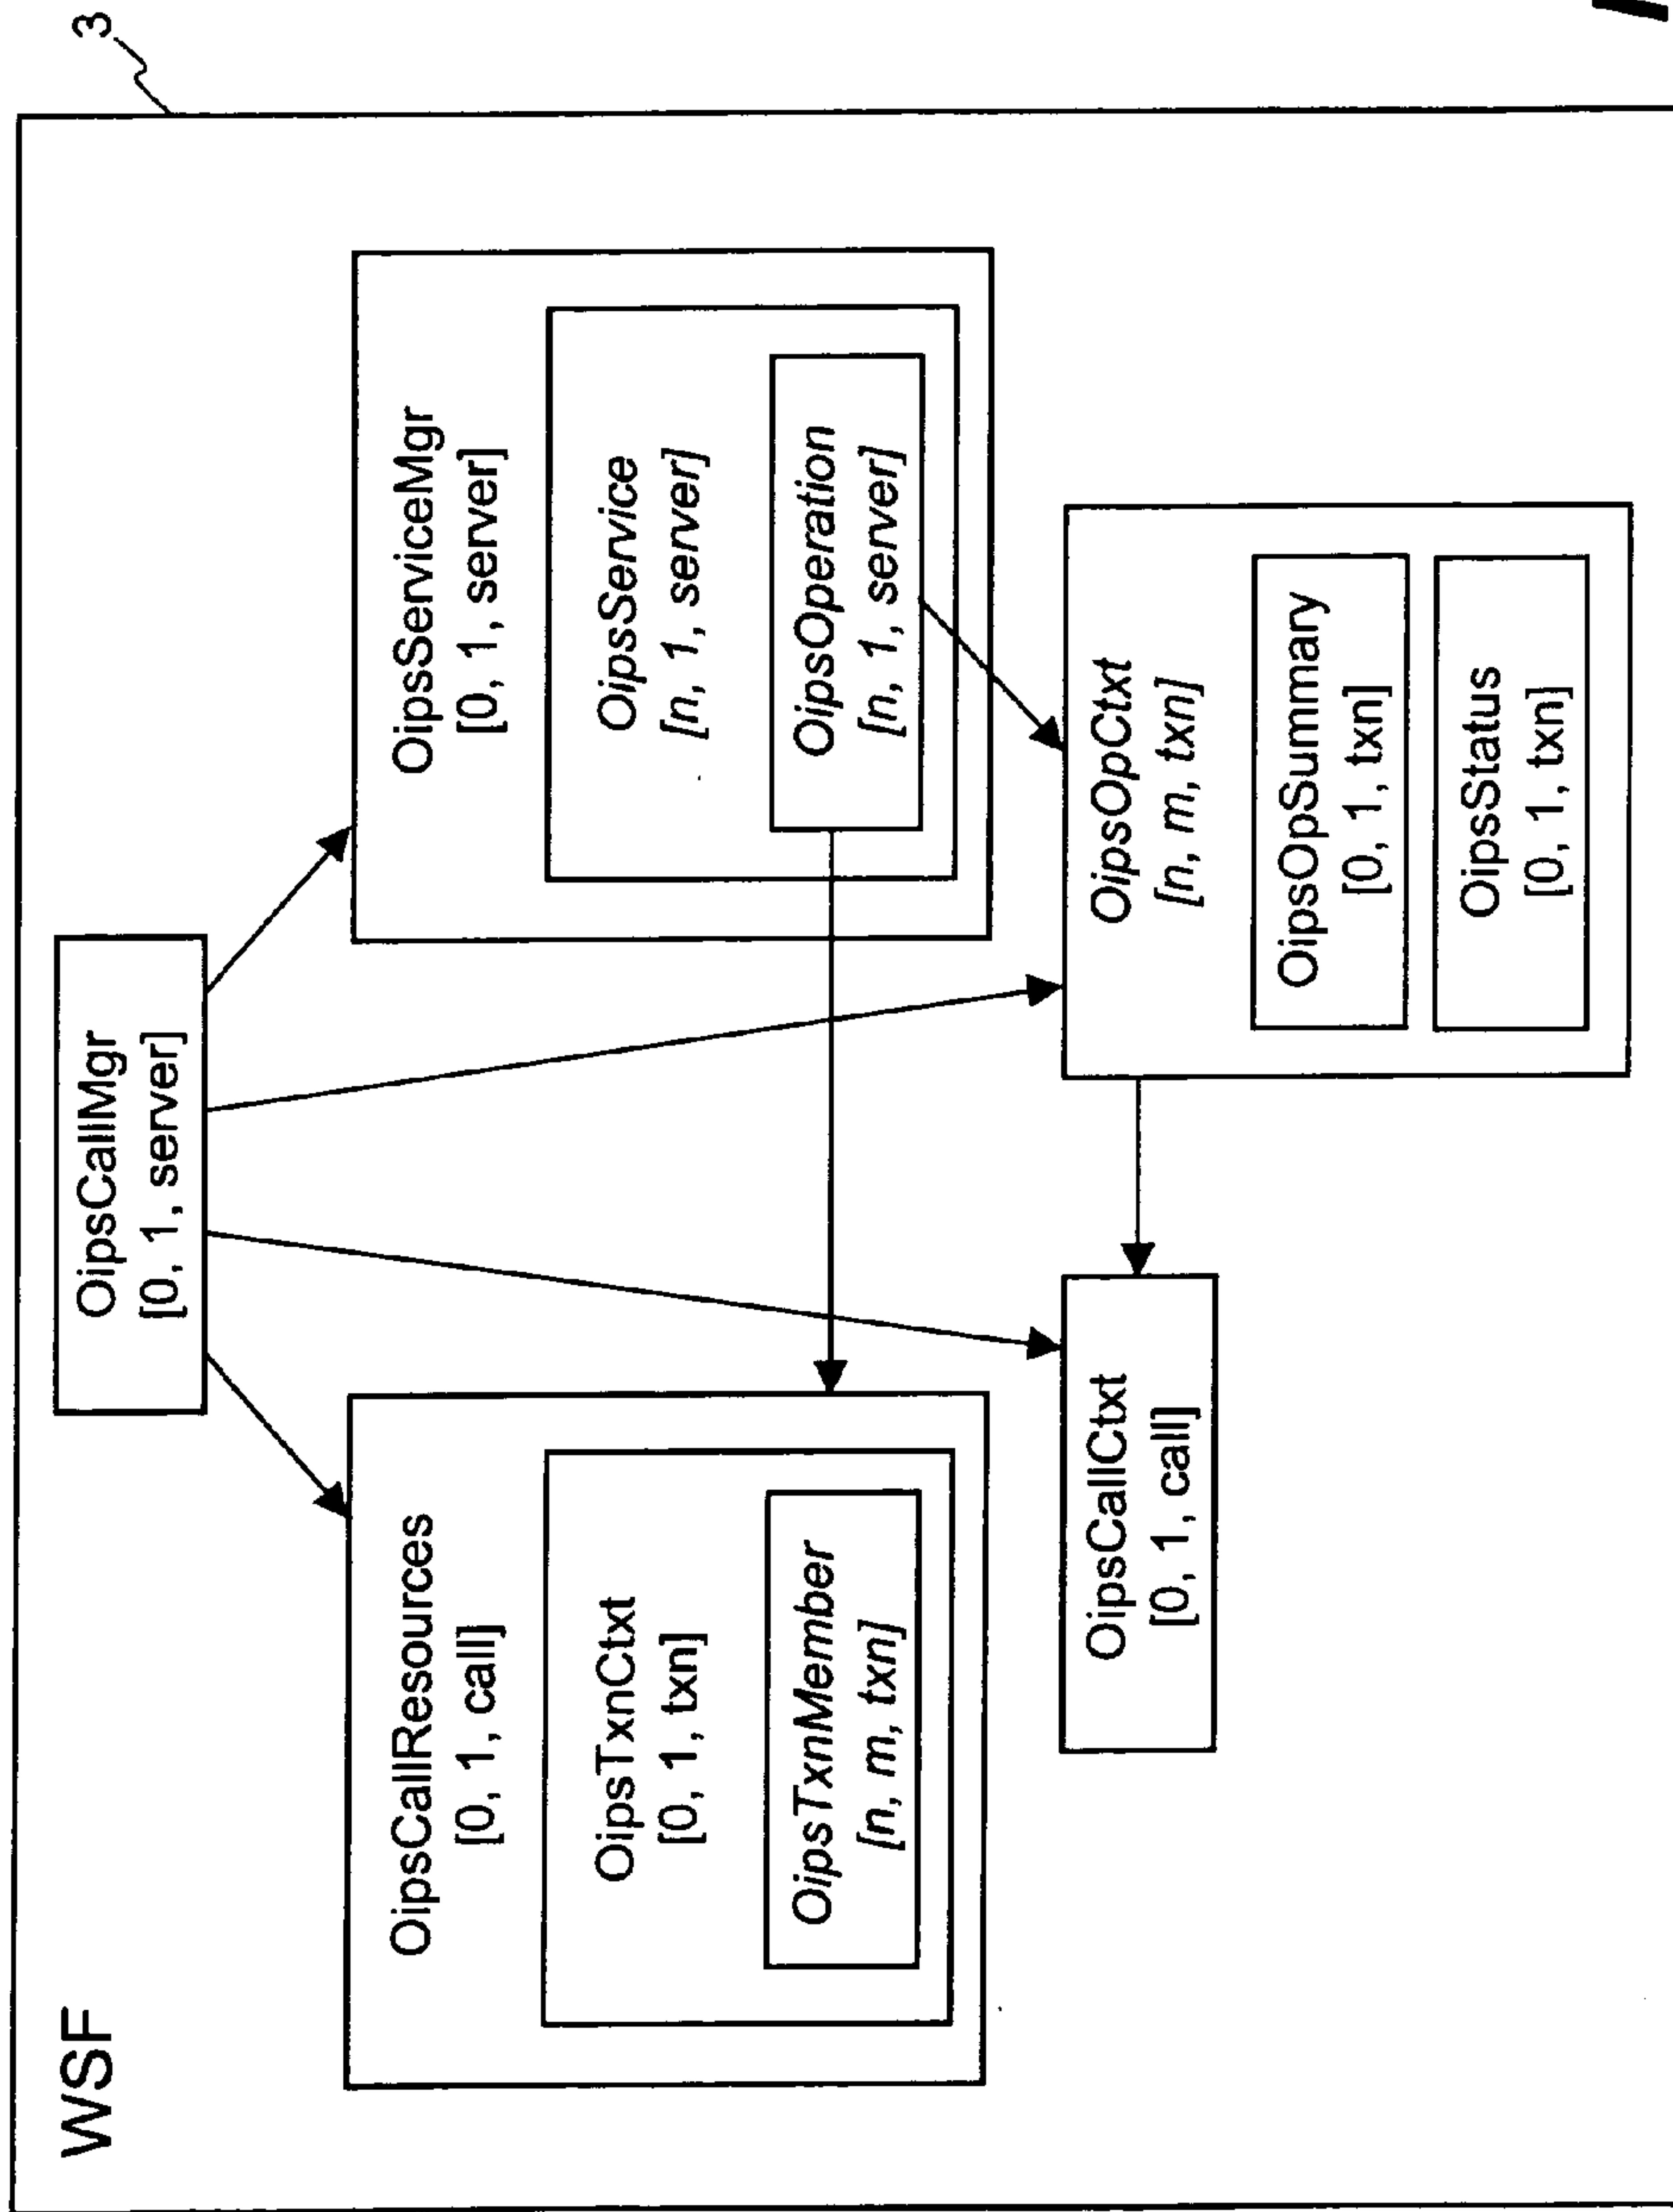 WSF
3
OipsCallMgr
[0, 1, server]
OipsCallResources
[0, 1, call]
OipsTxnCtxt
[0, 1, txn]
OipsTxnMember
[n, m, txn]
OipsServiceMgr
[0, 1, server]
OipsService
[n, 1, server]
OipsOperation
[n, 1, server]
OipsCallCtxt
[0, 1, call]
OipsOpCtxt
[n, m, txn]
OipsOpSummary
[0, 1, txn]
OipsStatus
[0, 1, txn]